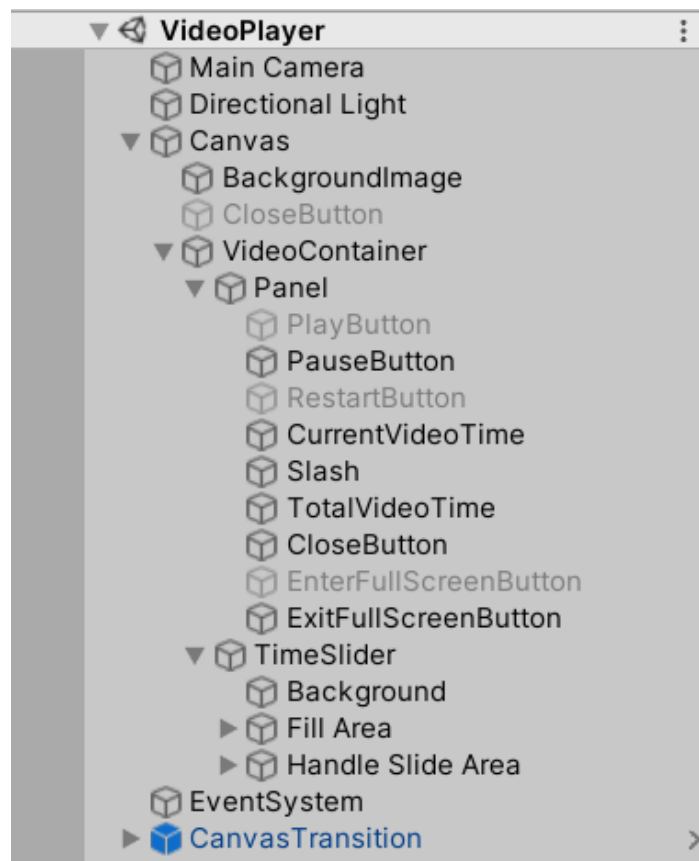 VideoPlayer
Main Camera
Directional Light
Canvas
BackgroundImage
CloseButton
VideoContainer
Panel
PlayButton
PauseButton
RestartButton
CurrentVideoTime
Slash
TotalVideoTime
CloseButton
EnterFullScreenButton
ExitFullScreenButton
TimeSlider
Background
Fill Area
Handle Slide Area
EventSystem
CanvasTransition